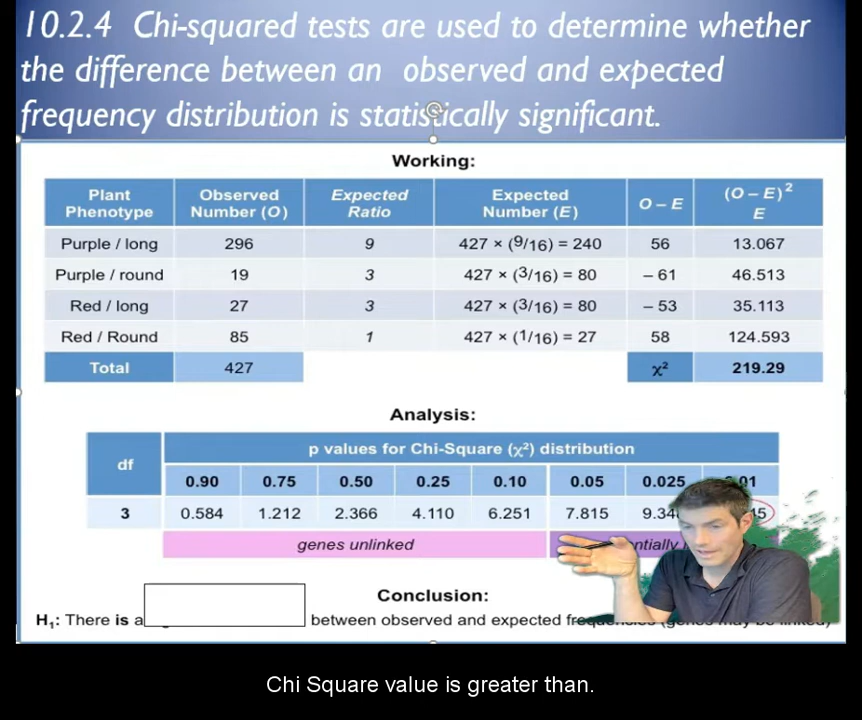 10.2.4 Chi-squared tests are used to determine whether
the difference between an observed and expected
frequency distribution is statistically significant.
Working:
Plant Phenotype Observed Number (O) Expected Ratio Expected Number (E) O – E (O – E)² E
Purple / long 296 9 427 × (9/16) = 240 56 13.067
Purple / round 19 3 427 × (3/16) = 80 – 61 46.513
Red / long 27 3 427 × (3/16) = 80 – 53 35.113
Red / Round 85 1 427 × (1/16) = 27 58 124.593
Total 427 χ² 219.29
Analysis:
df p values for Chi-Square (χ²) distribution
0.90 0.75 0.50 0.25 0.10 0.05 0.025
3 0.584 1.212 2.366 4.110 6.251 7.815
genes unlinked
Conclusion:
H₁: There is a between observed and expected
Chi Square value is greater than.